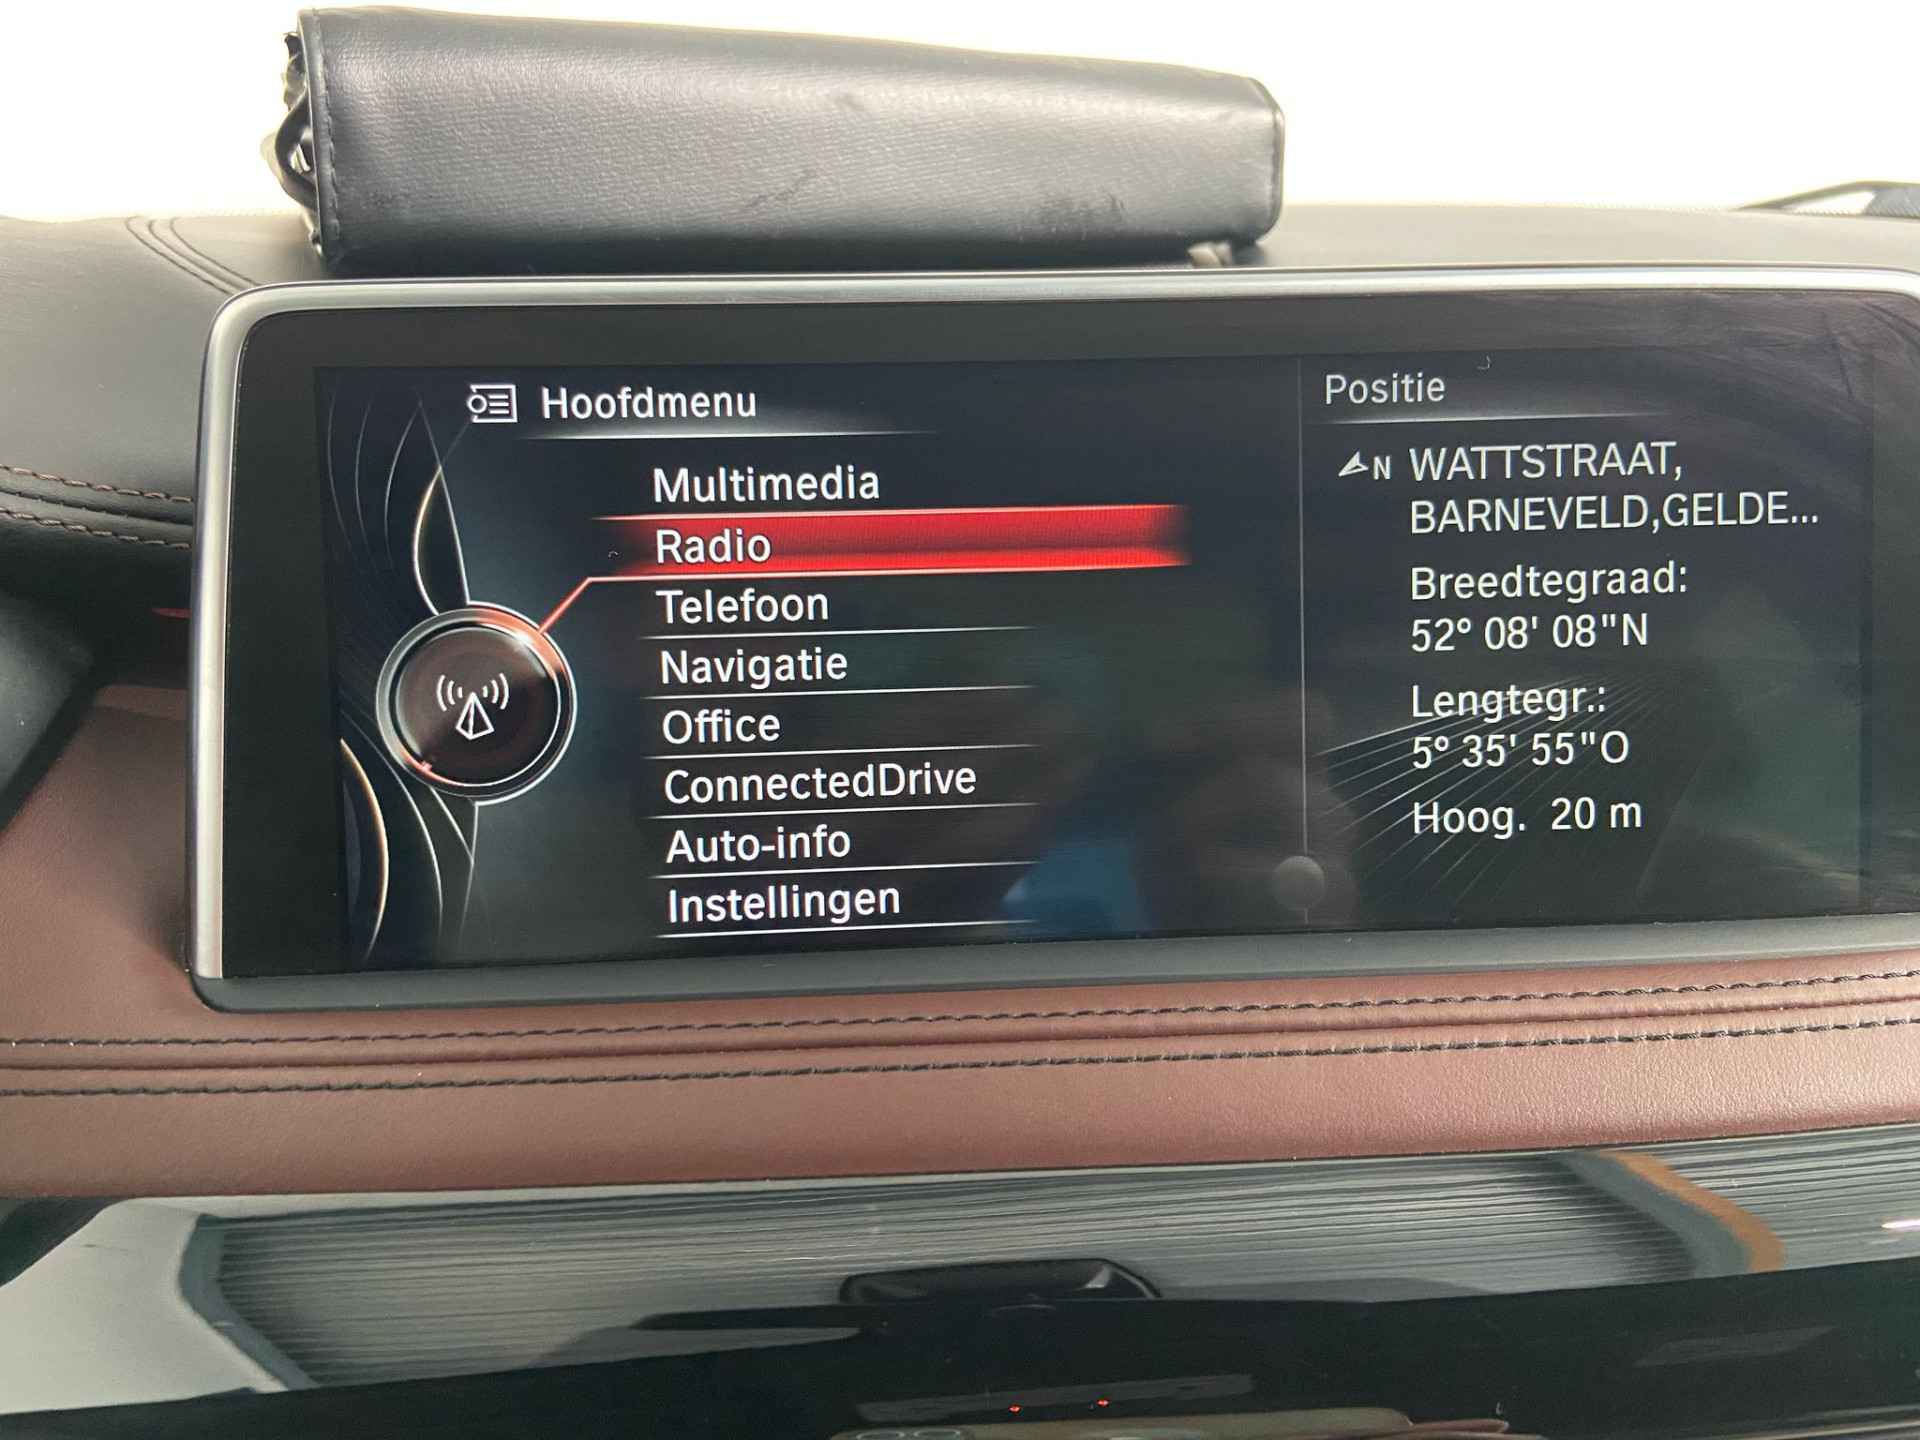 Hoofdmenu
Multimedia
Radio
Telefoon
Navigatie
Office
ConnectedDrive
Auto-info
Instellingen
Positie
N WATTSTRAAT,
BARNEVELD,GELDE...
Breedtegraad:
52° 08' 08"N
Lengtegr.:
5° 35' 55"O
Hoog. 20 m